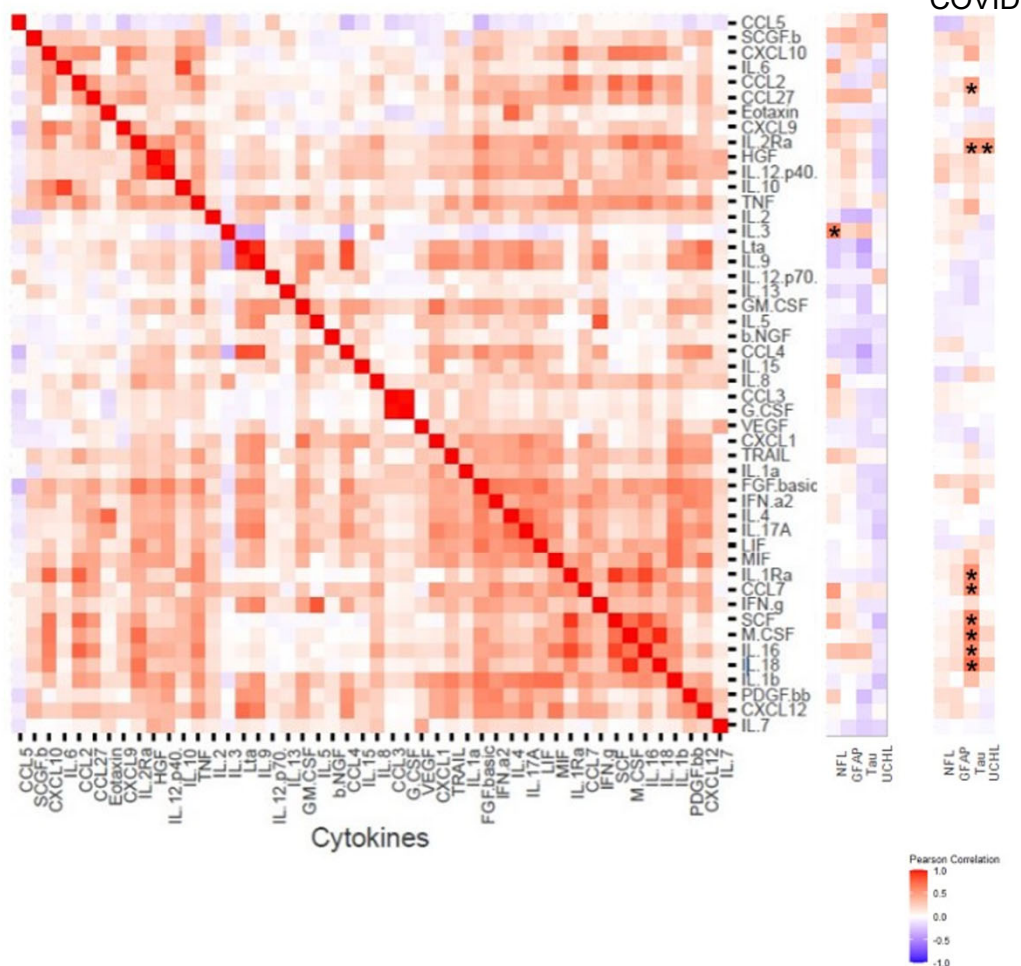 COVID
CCL5
SCGF.b
CXCL10
IL.6
CCL2
CCL27
Eotaxin
CXCL9
IL.2Ra
HGF
IL.12.p40.
IL.10
TNF
IL.2
IL.3
Lta
IL.9
IL.12.p70.
IL.13
GM.CSF
IL.5
b.NGF
CCL4
IL.15
IL.8
CCL3
G.CSF
VEGF
CXCL1
TRAIL
IL.1a
FGF.basic
IFN.a2
IL.4
IL.17A
LIF
MIF
IL.1Ra
CCL7
IFN.g
SCF
M.CSF
IL.16
IL.18
IL.1b
PDGF.bb
CXCL12
IL.7
*
**
*
*
*
*
*
*
*
CCL5
SCGF.b
CXCL10
IL.6
CCL2
CCL27
Eotaxin
CXCL9
IL.2Ra
HGF
IL.12.p40.
IL.10
TNF
IL.2
IL.3
Lta
IL.9
IL.12.p70.
IL.13
GM.CSF
IL.5
b.NGF
CCL4
IL.15
IL.8
CCL3
G.CSF
VEGF
CXCL1
TRAIL
IL.1a
FGF.basic
IFN.a2
IL.4
IL.17A
LIF
MIF
IL.1Ra
CCL7
IFN.g
SCF
M.CSF
IL.16
IL.18
IL.1b
PDGF.bb
CXCL12
IL.7
NFL
GFAP
Tau
UCHL
NFL
GFAP
Tau
UCHL
Cytokines
Pearson Correlation
1.0
0.5
0.0
-0.5
-1.0